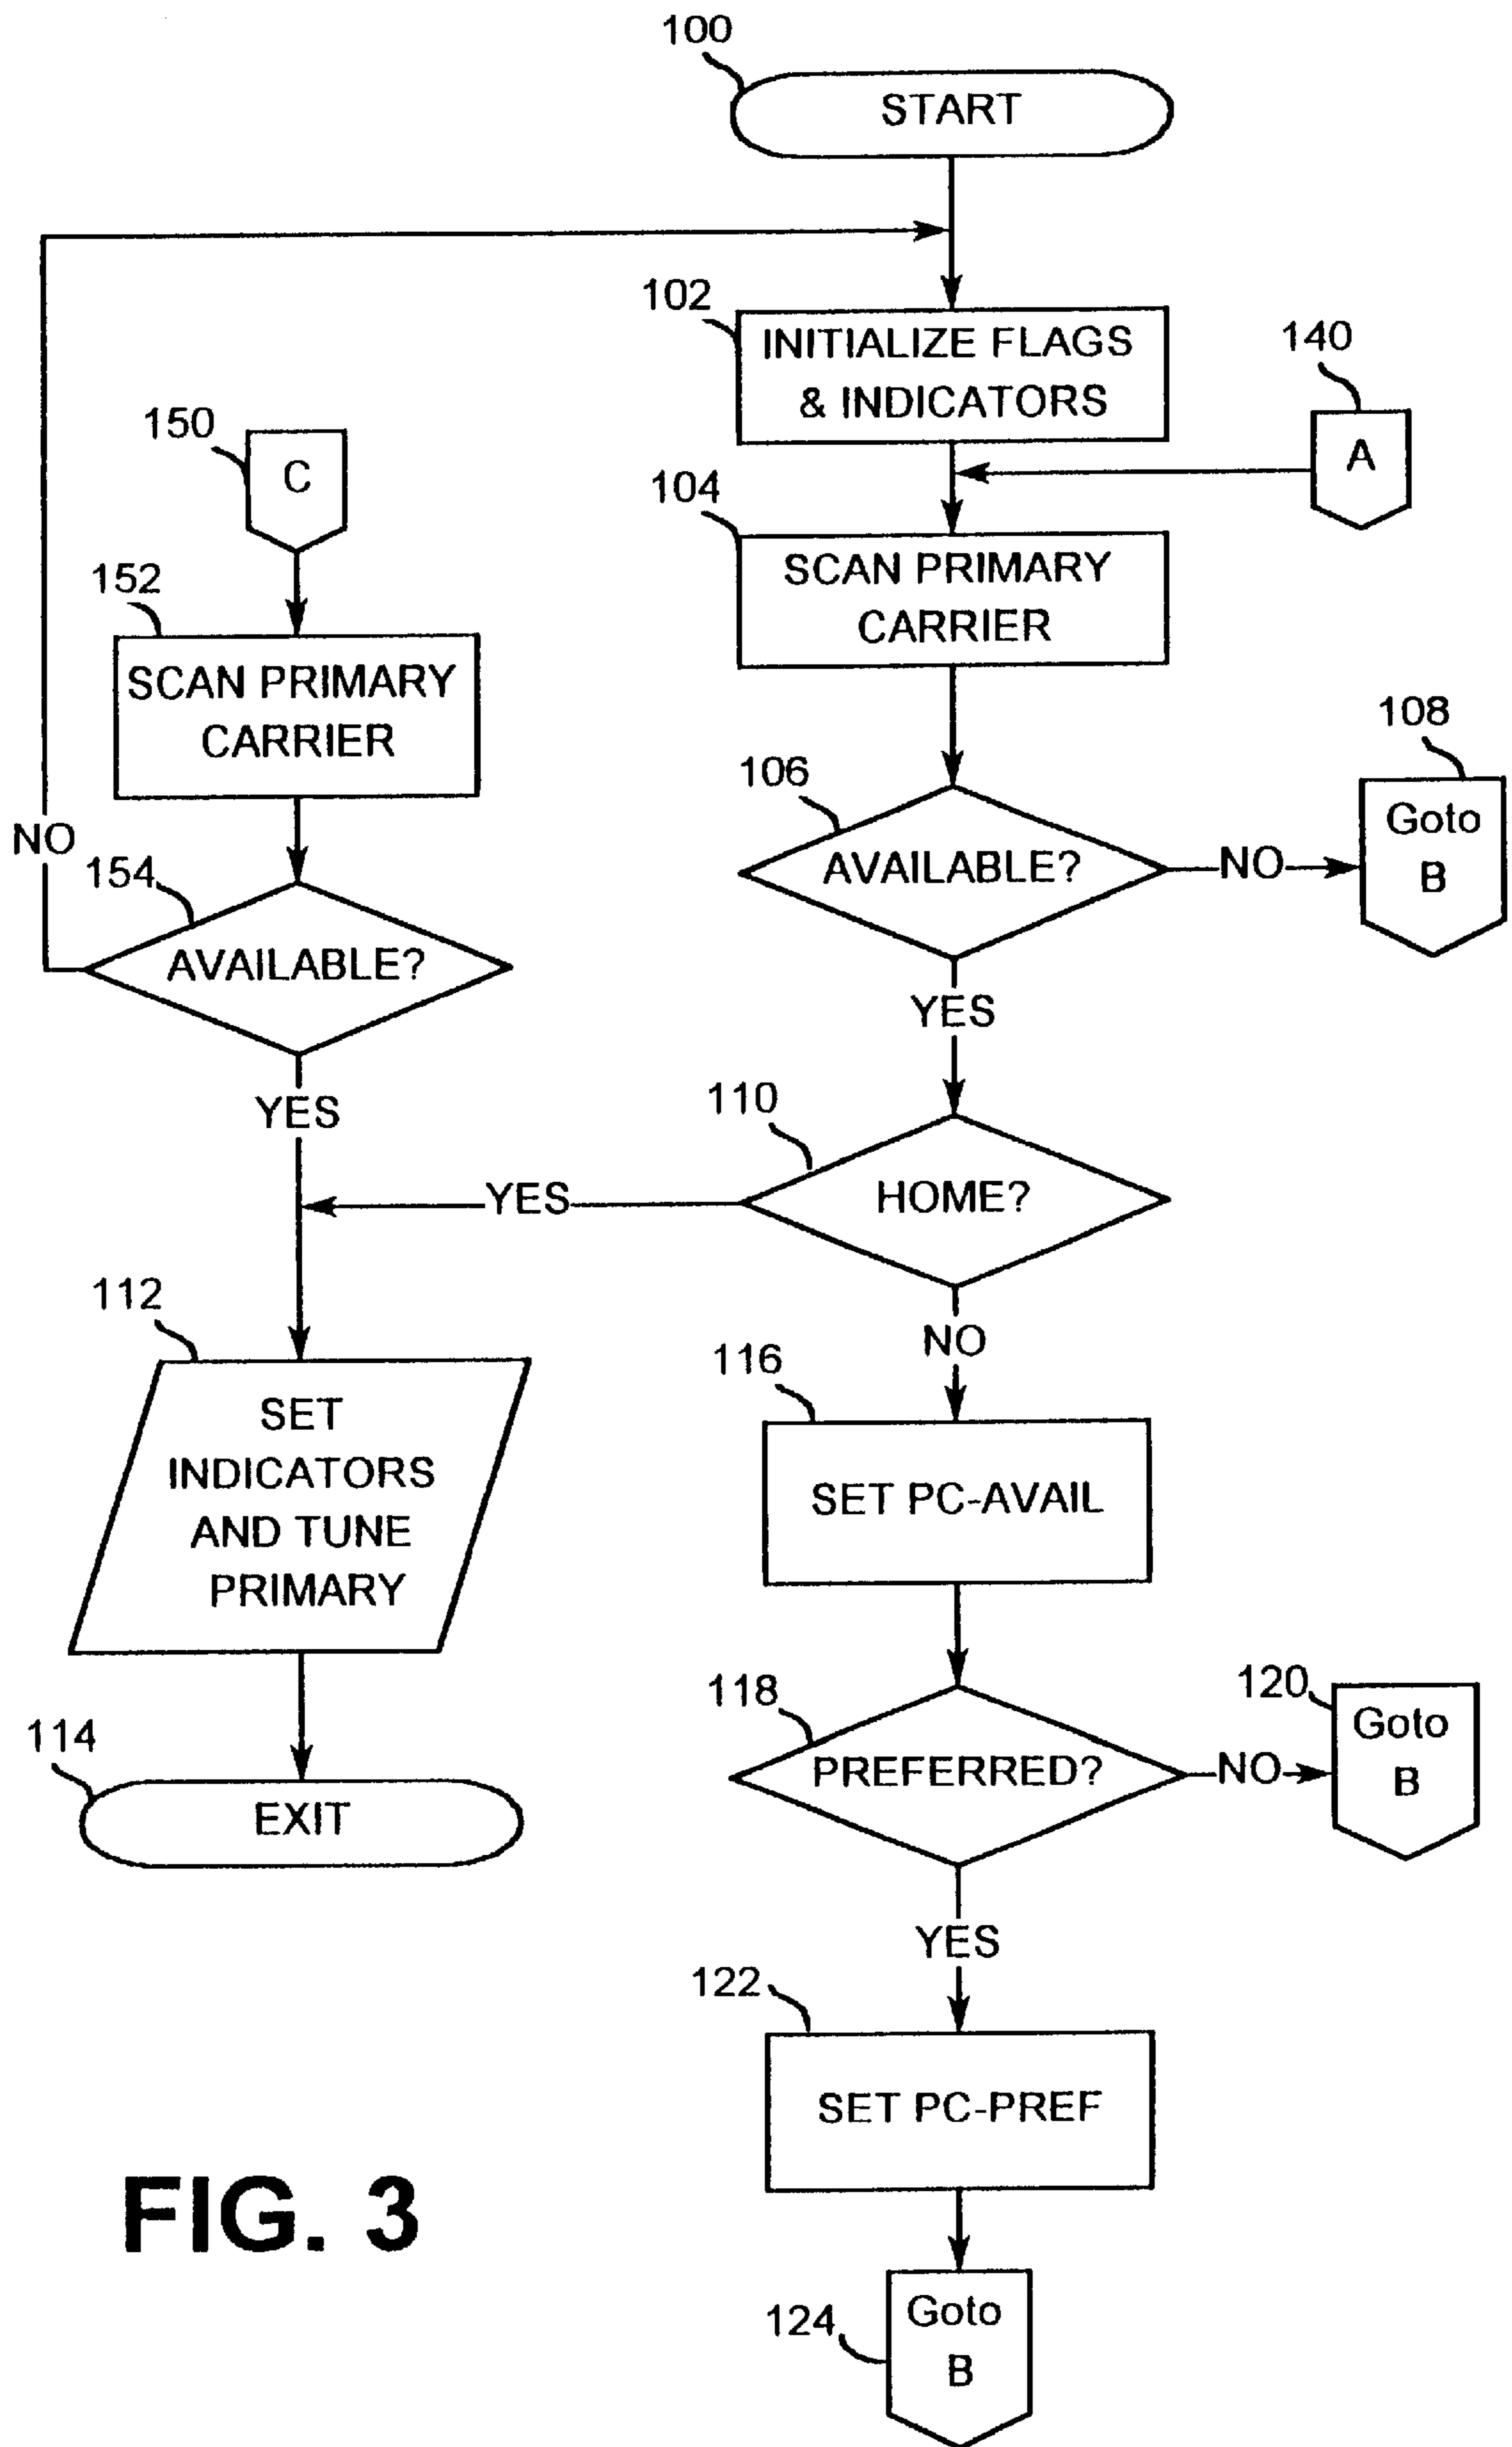 100
START
102
INITIALIZE FLAGS
& INDICATORS
140
A
150
C
104
SCAN PRIMARY
CARRIER
152
SCAN PRIMARY
CARRIER
108
Goto
B
106
AVAILABLE?
NO
NO
154
AVAILABLE?
YES
YES
110
HOME?
YES
NO
112
SET
INDICATORS
AND TUNE
PRIMARY
116
SET PC-AVAIL
114
EXIT
118
PREFERRED?
NO
120
Goto
B
YES
122
SET PC-PREF
FIG. 3
124
Goto
B